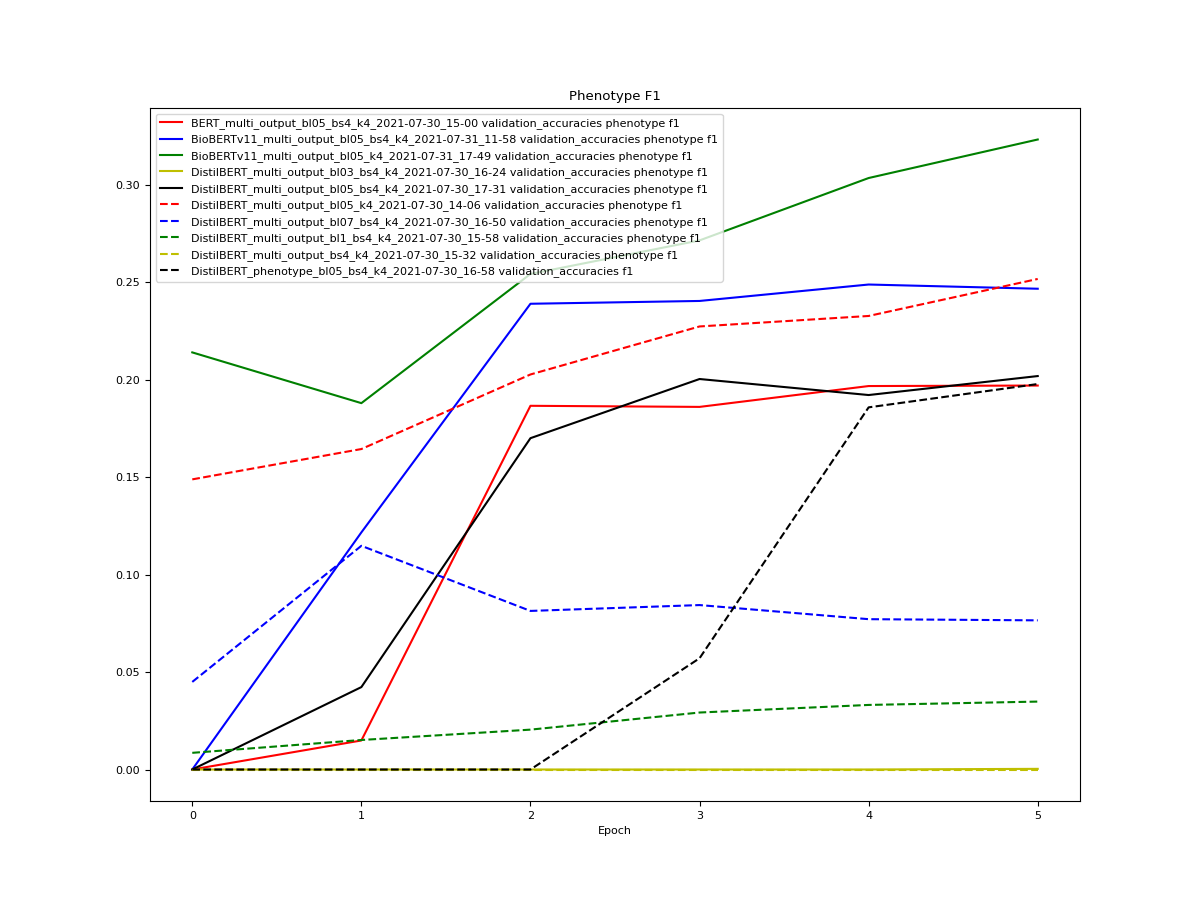 Phenotype F1
BERT_multi_output_bl05_bs4_k4_2021-07-30_15-00 validation_accuracies phenotype f1
BioBERTv11_multi_output_bl05_bs4_k4_2021-07-31_11-58 validation_accuracies phenotype f1
BioBERTv11_multi_output_bl05_k4_2021-07-31_17-49 validation_accuracies phenotype f1
DistilBERT_multi_output_bl03_bs4_k4_2021-07-30_16-24 validation_accuracies phenotype f1
DistilBERT_multi_output_bl05_bs4_k4_2021-07-30_17-31 validation_accuracies phenotype f1
DistilBERT_multi_output_bl05_k4_2021-07-30_14-06 validation_accuracies phenotype f1
DistilBERT_multi_output_bl07_bs4_k4_2021-07-30_16-50 validation_accuracies phenotype f1
DistilBERT_multi_output_bl1_bs4_k4_2021-07-30_15-58 validation_accuracies phenotype f1
DistilBERT_multi_output_bs4_k4_2021-07-30_15-32 validation_accuracies phenotype f1
DistilBERT_phenotype_bl05_bs4_k4_2021-07-30_16-58 validation_accuracies f1
0.30
0.25
0.20
0.15
0.10
0.05
0.00
0 1 2 3 4 5
Epoch